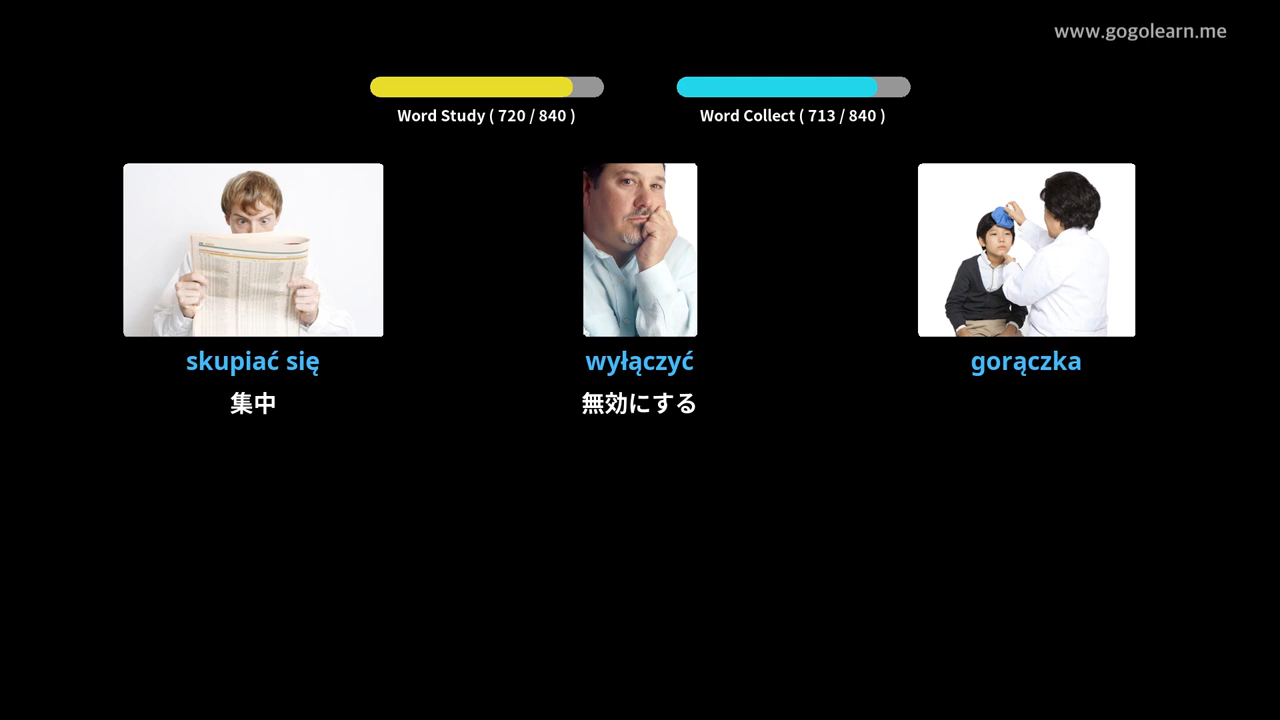 www.gogolearn.me
Word Study ( 720 / 840 )
Word Collect ( 713 / 840 )
skupiać się
集中
wyłączyć
無効にする
gorączka